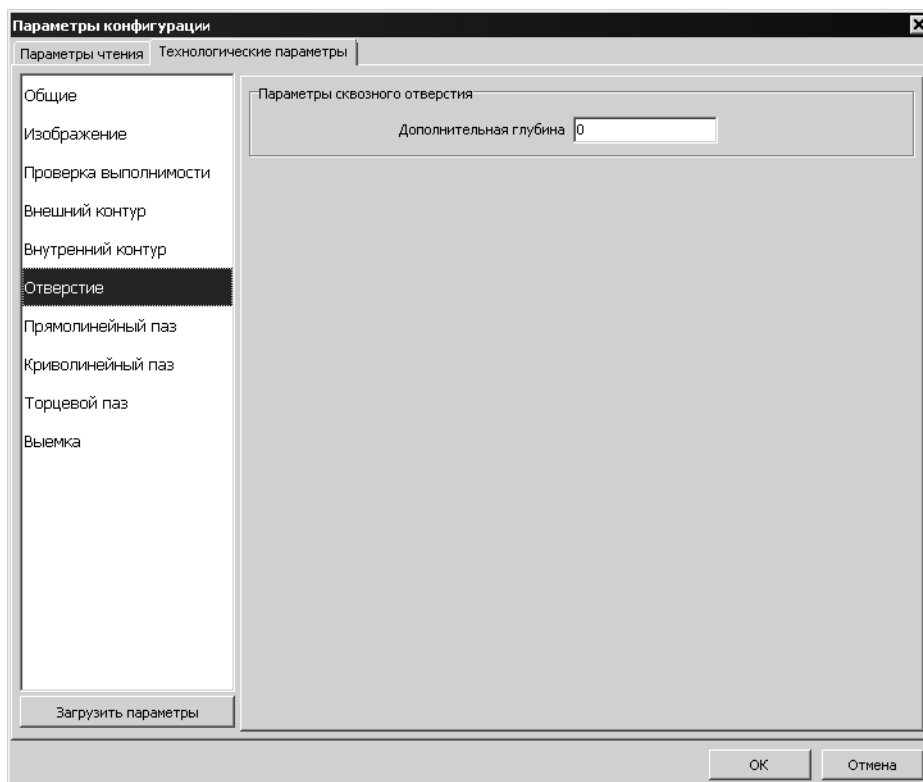 Параметры конфигурации
Параметры чтения Технологические параметры
Общие
Изображение
Проверка выполнимости
Внешний контур
Внутренний контур
Отверстие
Прямолинейный паз
Криволинейный паз
Торцевой паз
Выемка
Загрузить параметры
Параметры сквозного отверстия
Дополнительная глубина 0
OK Отмена